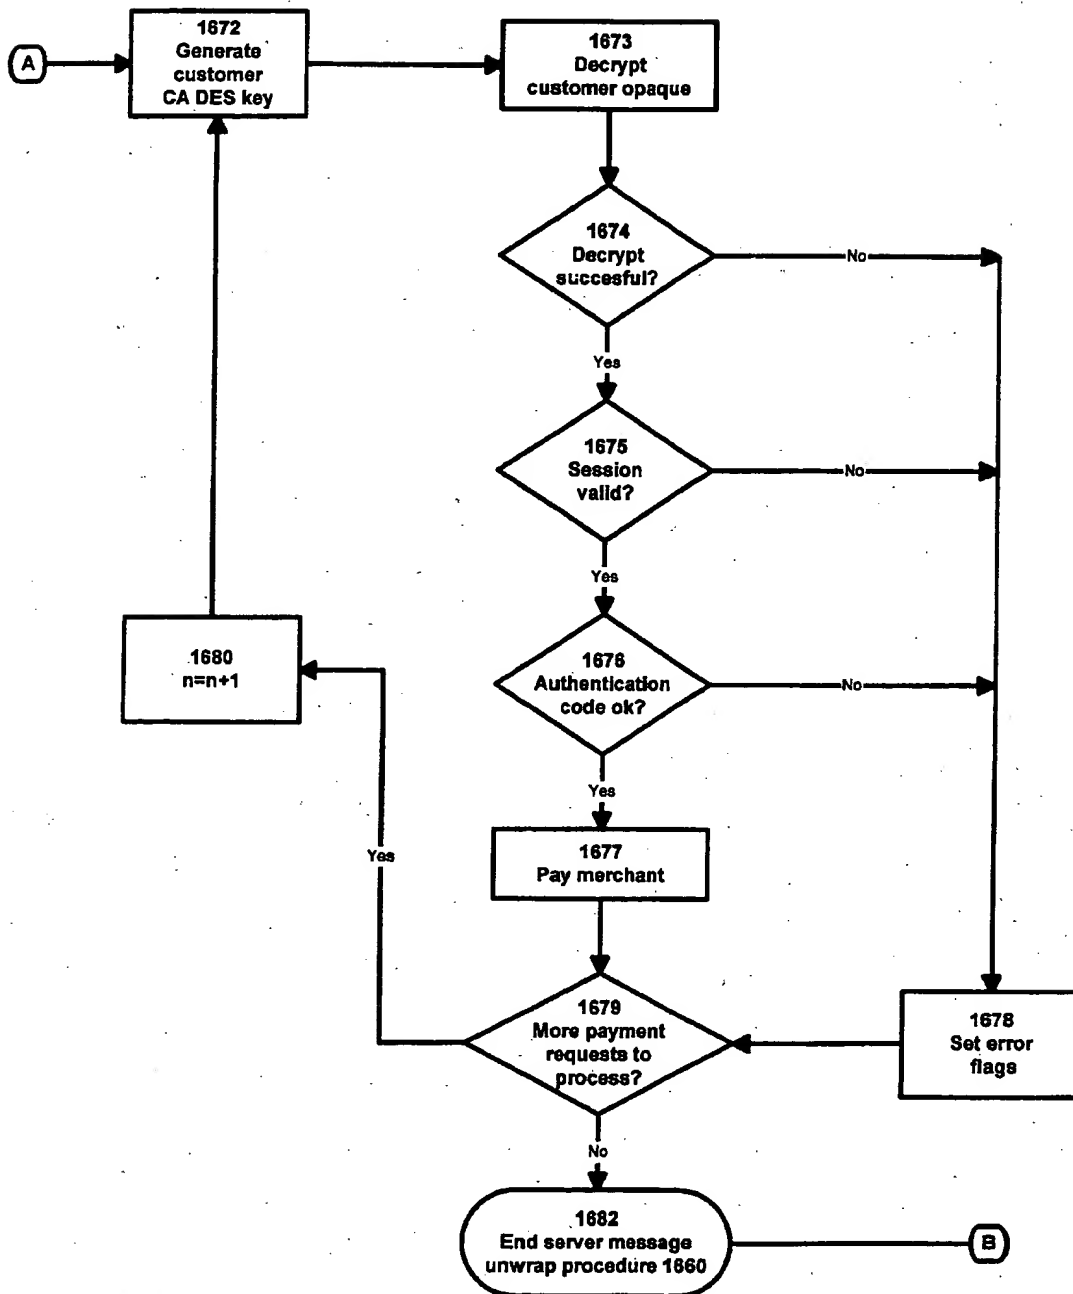 A
1672
Generate
customer
CA DES key
1673
Decrypt
customer opaque
1674
Decrypt
succesful?
No
Yes
1675
Session
valid?
No
Yes
1676
Authentication
code ok?
No
Yes
1680
n=n+1
1677
Pay merchant
Yes
1679
More payment
requests to
process?
1678
Set error
flags
No
1682
End server message
unwrap procedure 1660
B